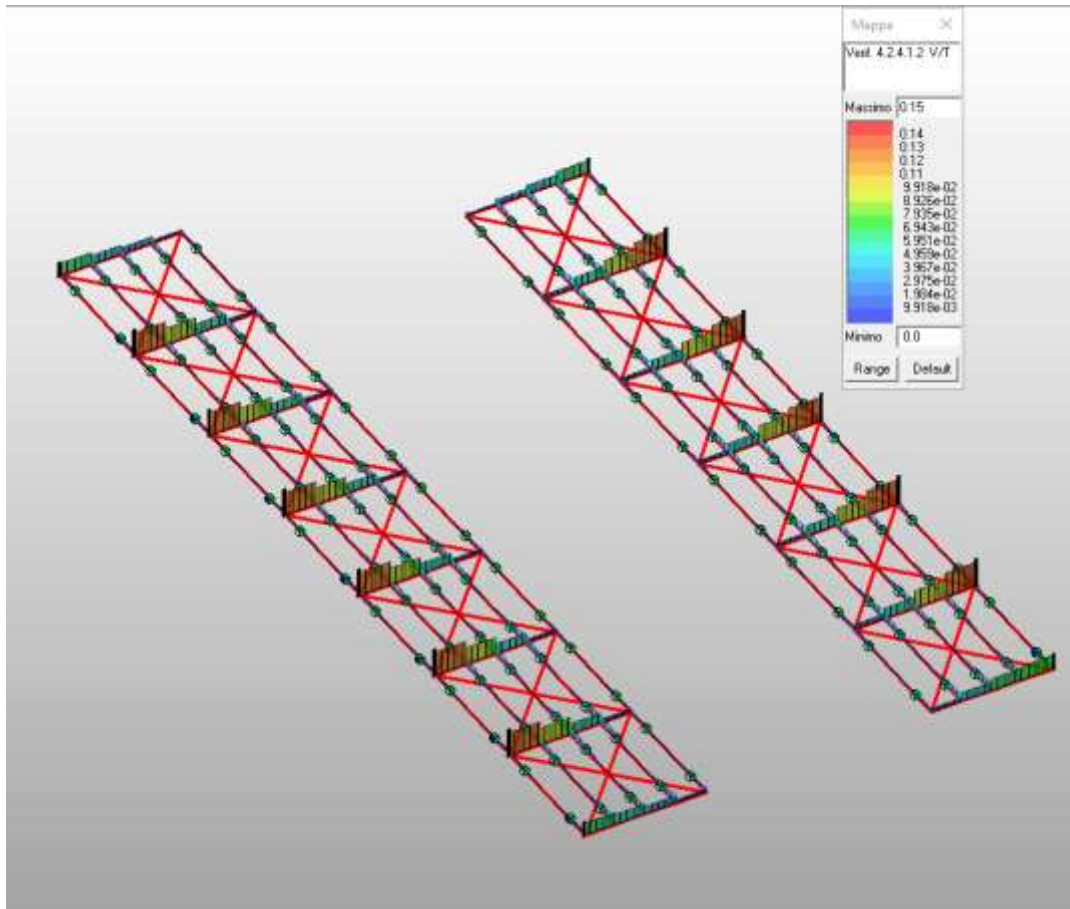 Mappa
Verif. 4.2.4.1.2 V/T
Massimo 0.15
0.14
0.13
0.12
0.11
9.918e-02
8.926e-02
7.935e-02
6.943e-02
5.951e-02
4.959e-02
3.967e-02
2.975e-02
1.984e-02
9.918e-03
Minimo 0.0
Range Default